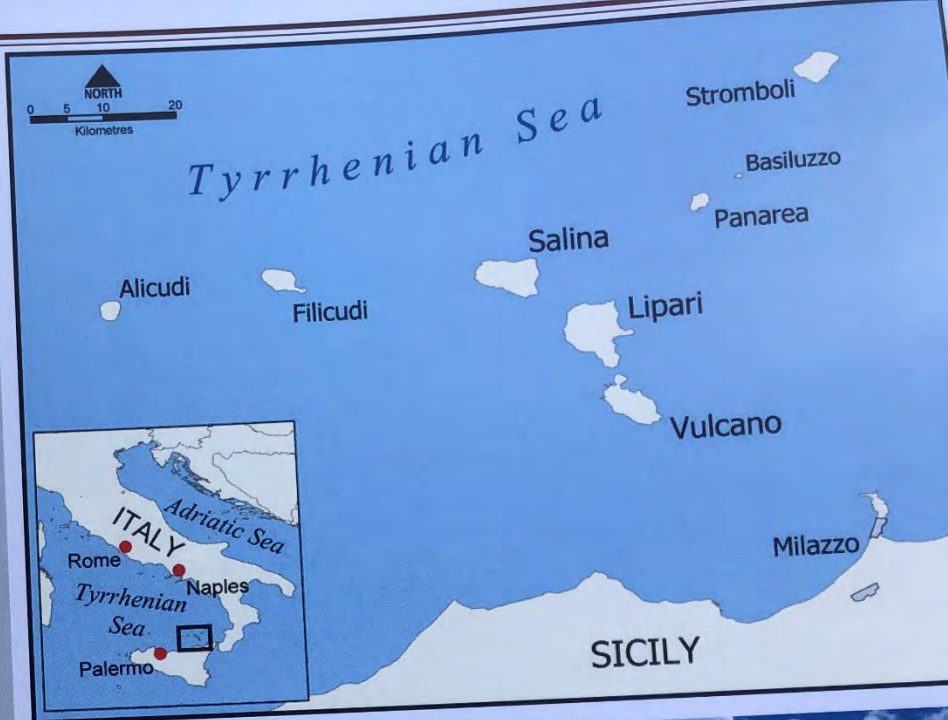 NORTH
0 5 10 20
Kilometres
Tyrrhenian Sea
Stromboli
Basiluzzo
Panarea
Salina
Alicudi
Filicudi
Lipari
Vulcano
Milazzo
SICILY
Adriatic Sea
ITALY
Rome
Naples
Tyrrhenian
Sea
Palermo